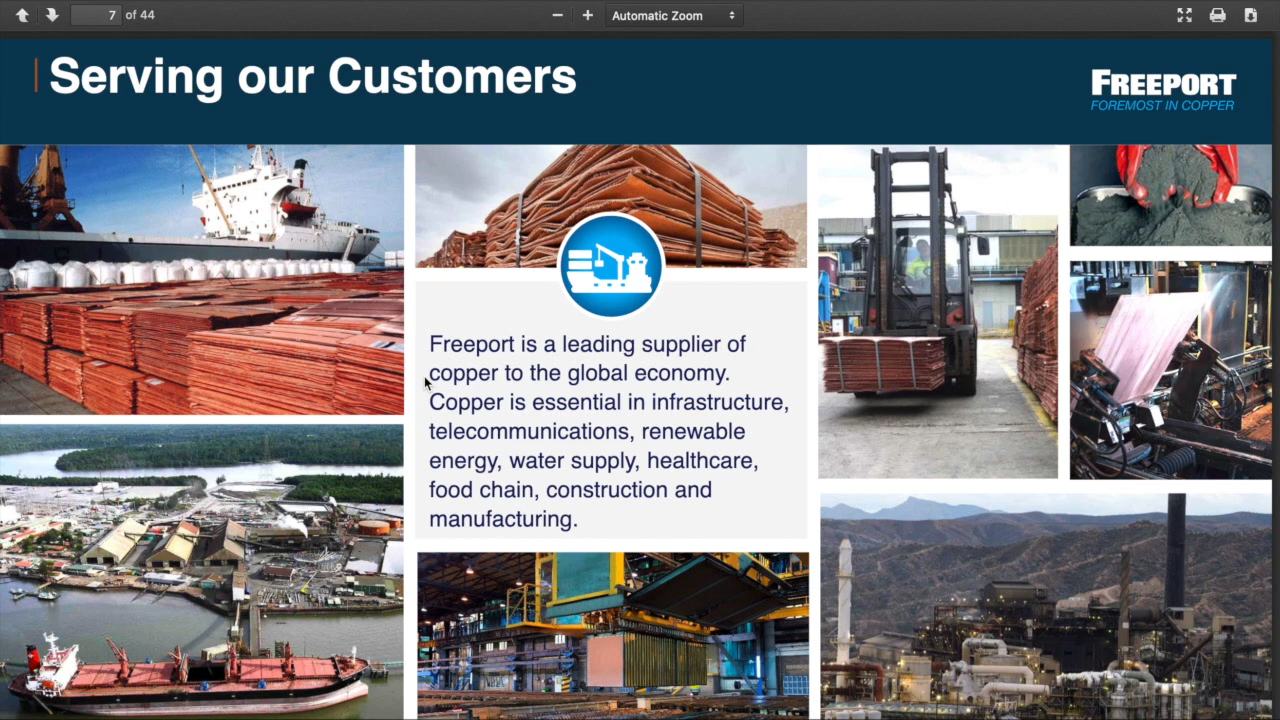 7 of 44
Automatic Zoom
Serving our Customers
FREEPORT
FOREMOST IN COPPER
Freeport is a leading supplier of
copper to the global economy.
Copper is essential in infrastructure,
telecommunications, renewable
energy, water supply, healthcare,
food chain, construction and
manufacturing.